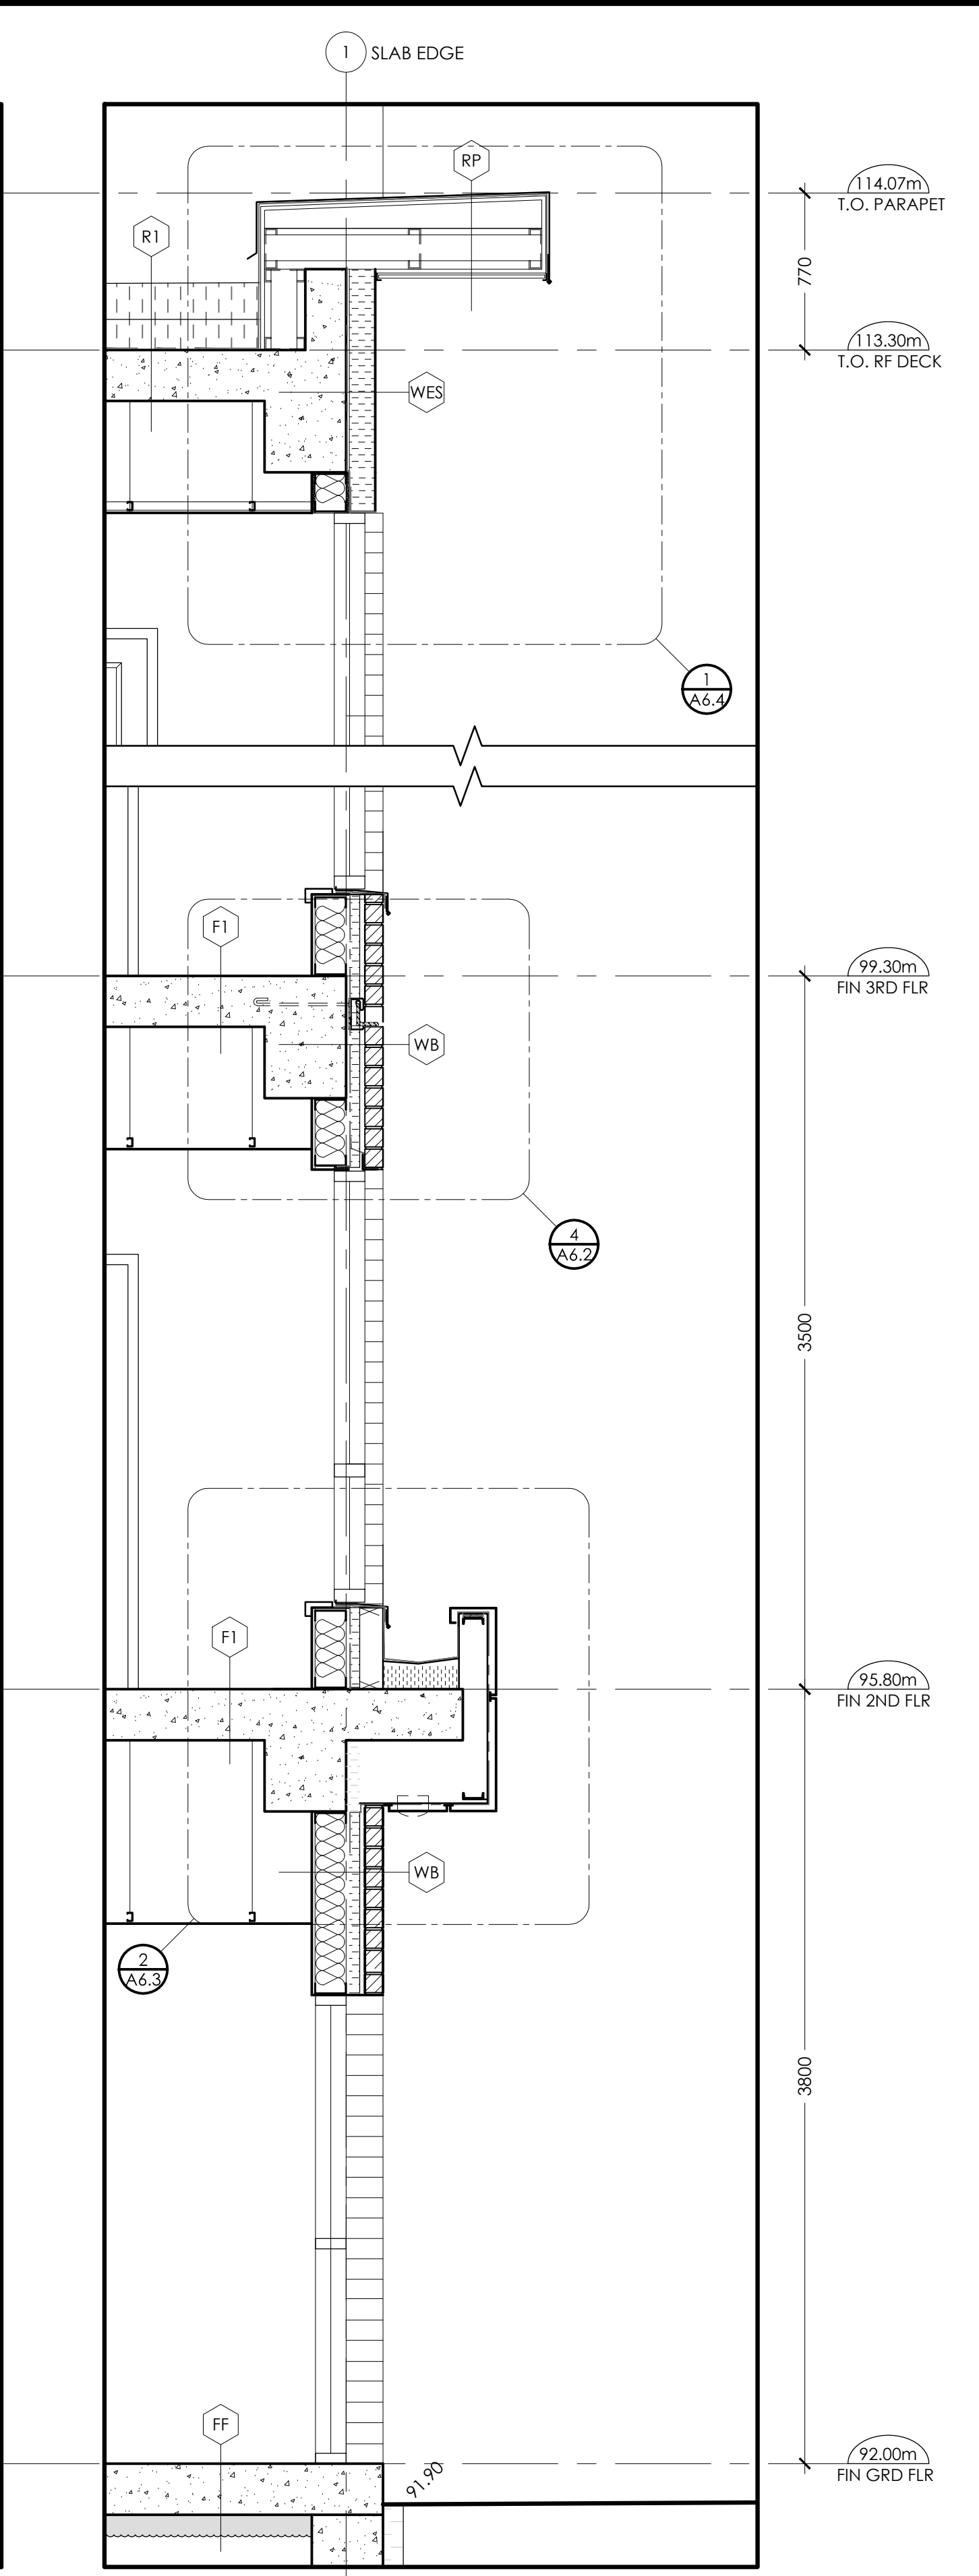 1 SLAB EDGE
RP
114.07m
T.O. PARAPET
R1
770
113.30m
T.O. RF DECK
WES
1
A6.4
F1
99.30m
FIN 3RD FLR
WB
4
A6.2
3500
F1
95.80m
FIN 2ND FLR
WB
2
A6.3
3800
FF
92.00m
FIN GRD FLR
91.90